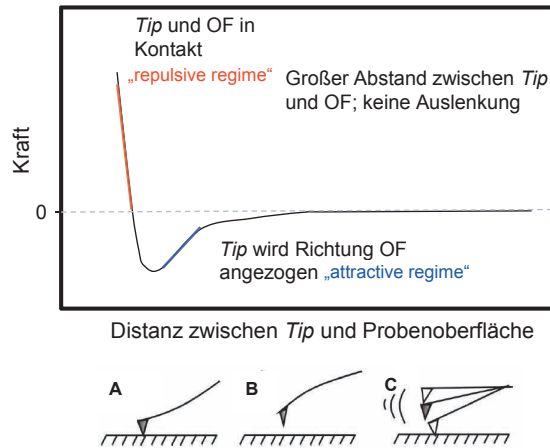 Tip und OF in
Kontakt
„repulsive regime“
Großer Abstand zwischen Tip
und OF; keine Auslenkung
Kraft
0
Tip wird Richtung OF
angezogen „attractive regime“
Distanz zwischen Tip und Probenoberfläche
A
B
C